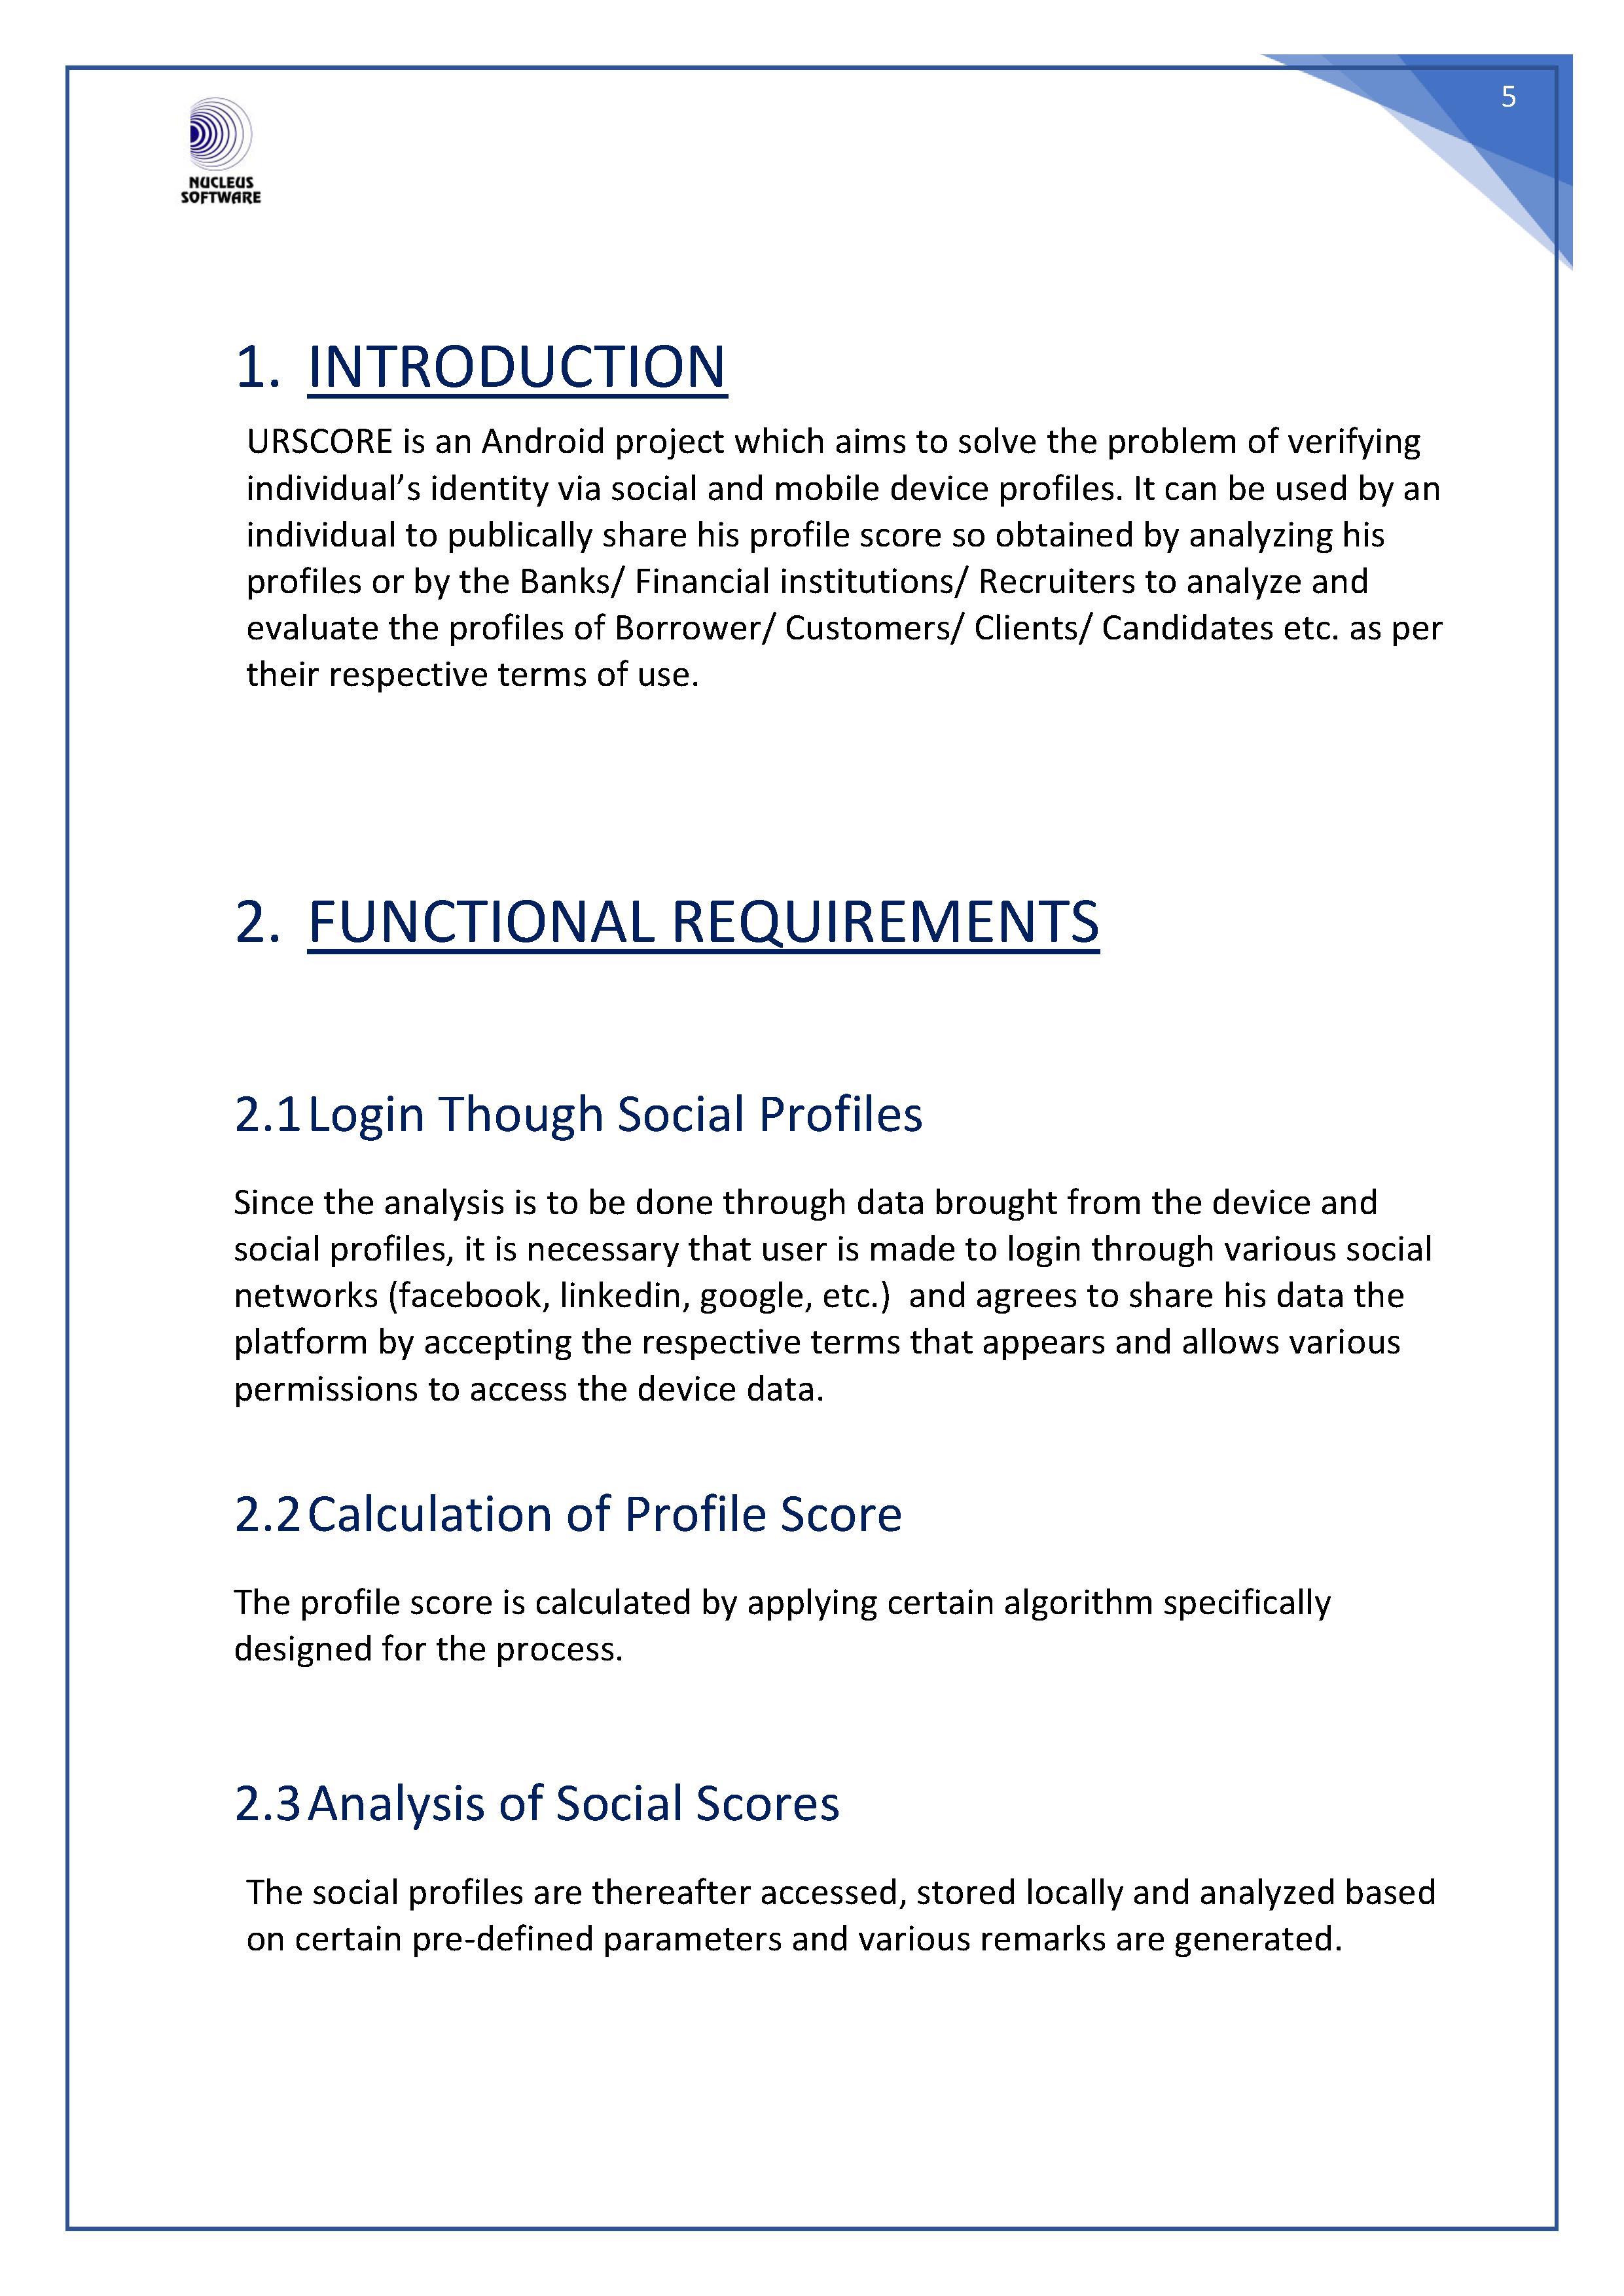 5
NUCLEUS
SOFTWARE
1. INTRODUCTION
URSCORE is an Android project which aims to solve the problem of verifying
individual’s identity via social and mobile device profiles. It can be used by an
individual to publically share his profile score so obtained by analyzing his
profiles or by the Banks/ Financial institutions/ Recruiters to analyze and
evaluate the profiles of Borrower/ Customers/ Clients/ Candidates etc. as per
their respective terms of use.
2. FUNCTIONAL REQUIREMENTS
2.1 Login Though Social Profiles
Since the analysis is to be done through data brought from the device and
social profiles, it is necessary that user is made to login through various social
networks (facebook, linkedin, google, etc.)  and agrees to share his data the
platform by accepting the respective terms that appears and allows various
permissions to access the device data.
2.2 Calculation of Profile Score
The profile score is calculated by applying certain algorithm specifically
designed for the process.
2.3 Analysis of Social Scores
The social profiles are thereafter accessed, stored locally and analyzed based
on certain pre-defined parameters and various remarks are generated.